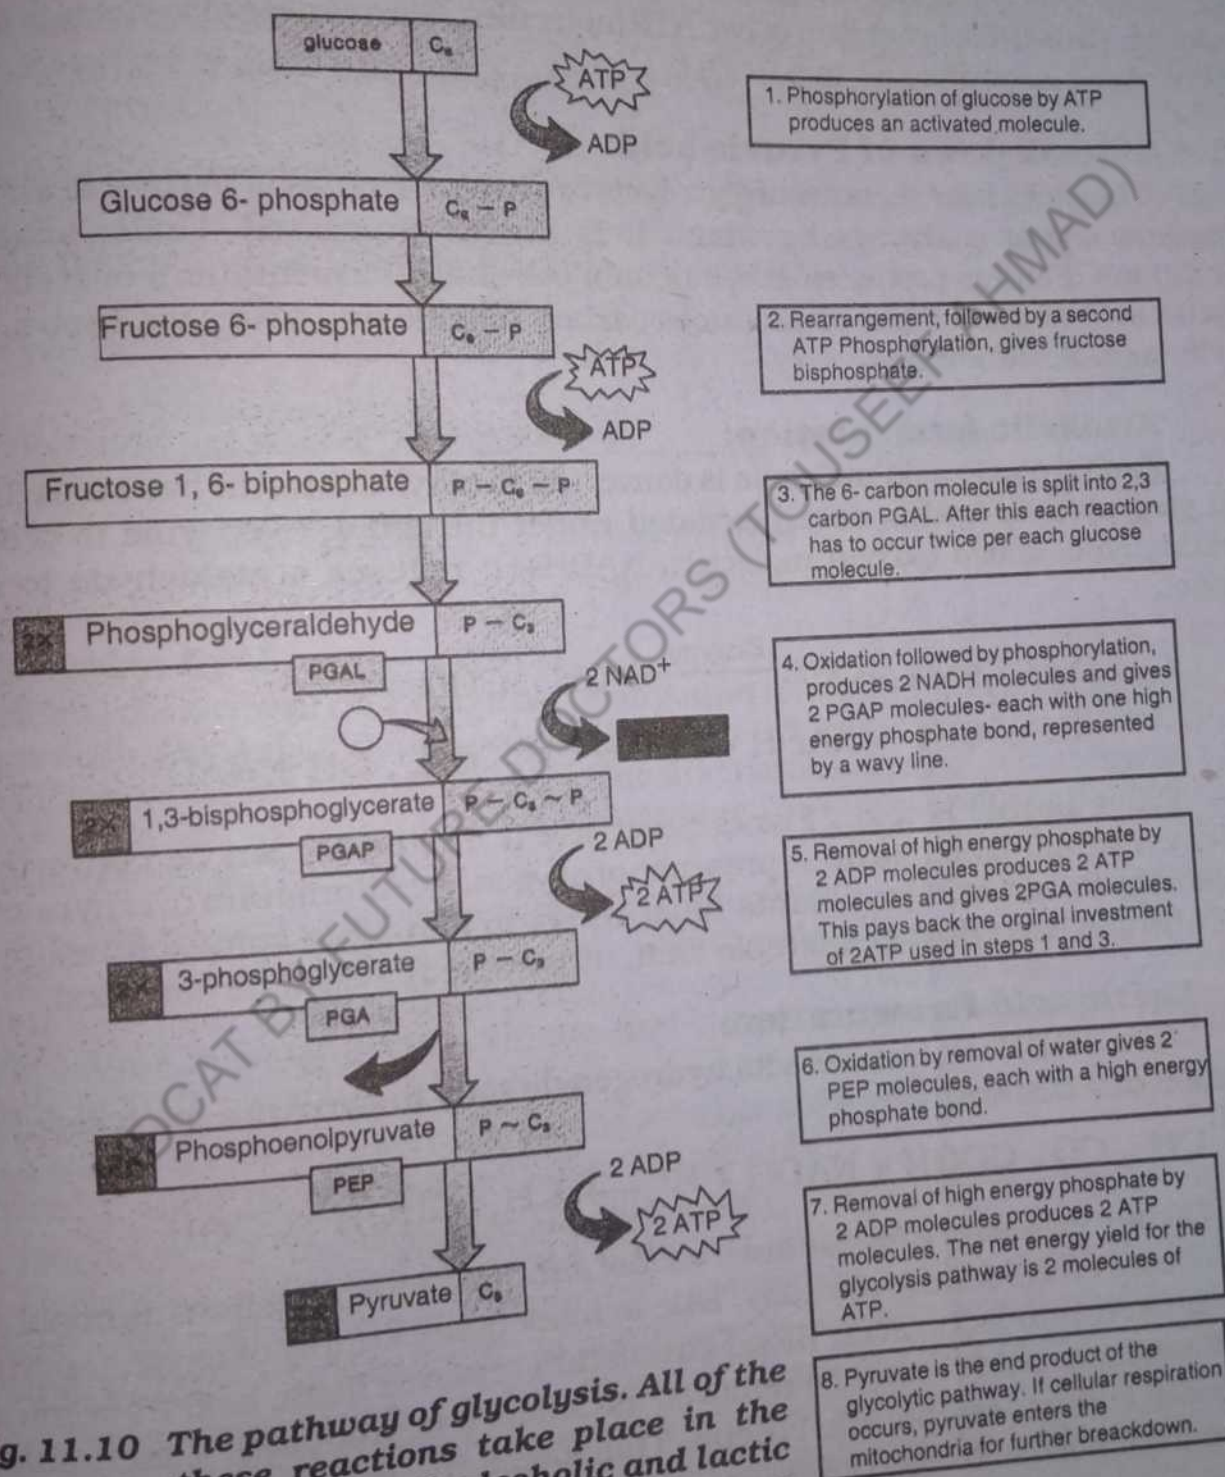 glucose C₆
ATP
ADP
1. Phosphorylation of glucose by ATP
produces an activated molecule.
Glucose 6- phosphate C₆ – P
Fructose 6- phosphate C₆ – P
ATP
ADP
2. Rearrangement, followed by a second
ATP Phosphorylation, gives fructose
bisphosphate.
Fructose 1, 6- biphosphate P – C₆ – P
3. The 6- carbon molecule is split into 2,3
carbon PGAL. After this each reaction
has to occur twice per each glucose
molecule.
2X Phosphoglyceraldehyde P – C₃
PGAL
2 NAD⁺
4. Oxidation followed by phosphorylation,
produces 2 NADH molecules and gives
2 PGAP molecules- each with one high
energy phosphate bond, represented
by a wavy line.
2X 1,3-bisphosphoglycerate P – C₃ ~ P
PGAP
2 ADP
2 ATP
5. Removal of high energy phosphate by
2 ADP molecules produces 2 ATP
molecules and gives 2PGA molecules.
This pays back the orginal investment
of 2ATP used in steps 1 and 3.
2X 3-phosphoglycerate P – C₃
PGA
6. Oxidation by removal of water gives 2
PEP molecules, each with a high energy
phosphate bond.
2X Phosphoenolpyruvate P ~ C₃
PEP
2 ADP
2 ATP
7. Removal of high energy phosphate by
2 ADP molecules produces 2 ATP
molecules. The net energy yield for the
glycolysis pathway is 2 molecules of
ATP.
Pyruvate C₃
8. Pyruvate is the end product of the
glycolytic pathway. If cellular respiration
occurs, pyruvate enters the
mitochondria for further breackdown.
g. 11.10 The pathway of glycolysis. All of the
these reactions take place in the
and lactic
DCAT BY FUTURE DOCTORS (TOUSEEF AHMAD)